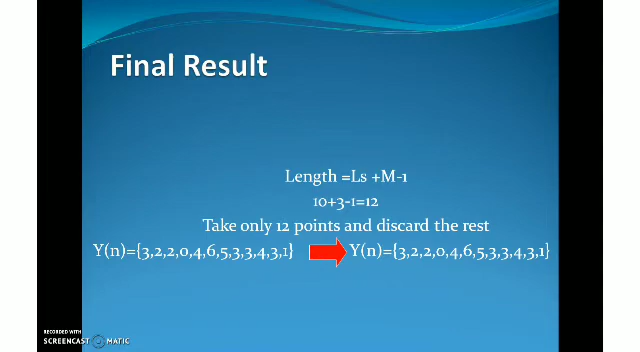 Final Result
Length =Ls +M-1
10+3-1=12
Take only 12 points and discard the rest
Y(n)={3,2,2,0,4,6,5,3,3,4,3,1} Y(n)={3,2,2,0,4,6,5,3,3,4,3,1}
RECORDED WITH
SCREENCAST MATIC